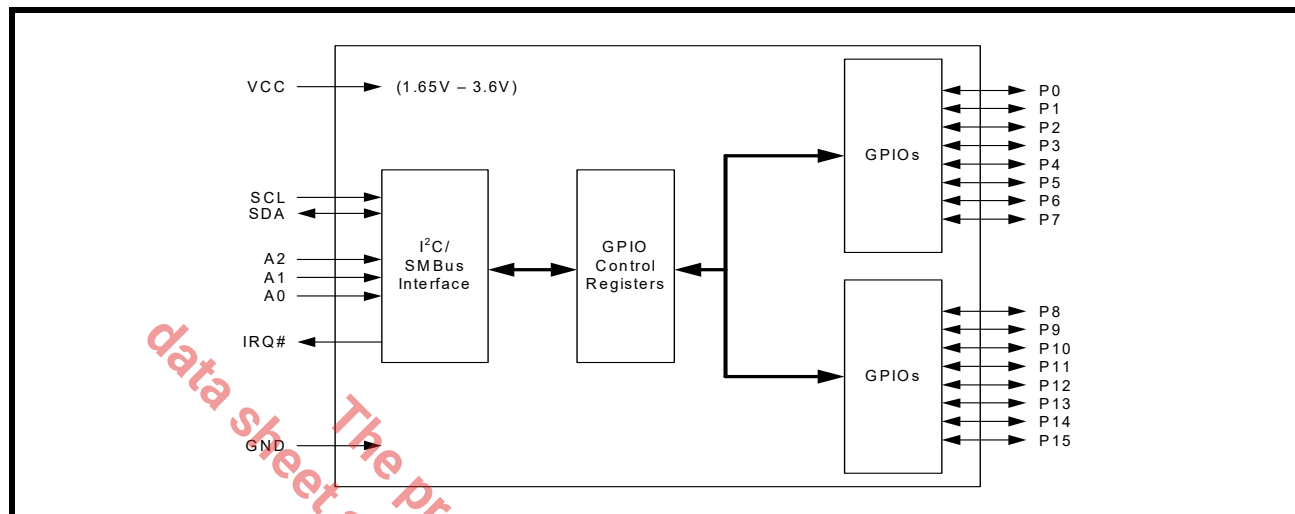 VCC
(1.65V – 3.6V)
SCL
SDA
A2
A1
A0
IRQ#
GND
I²C/
SMBus
Interface
GPIO
Control
Registers
GPIOs
P0
P1
P2
P3
P4
P5
P6
P7
GPIOs
P8
P9
P10
P11
P12
P13
P14
P15
The pr
data sheet